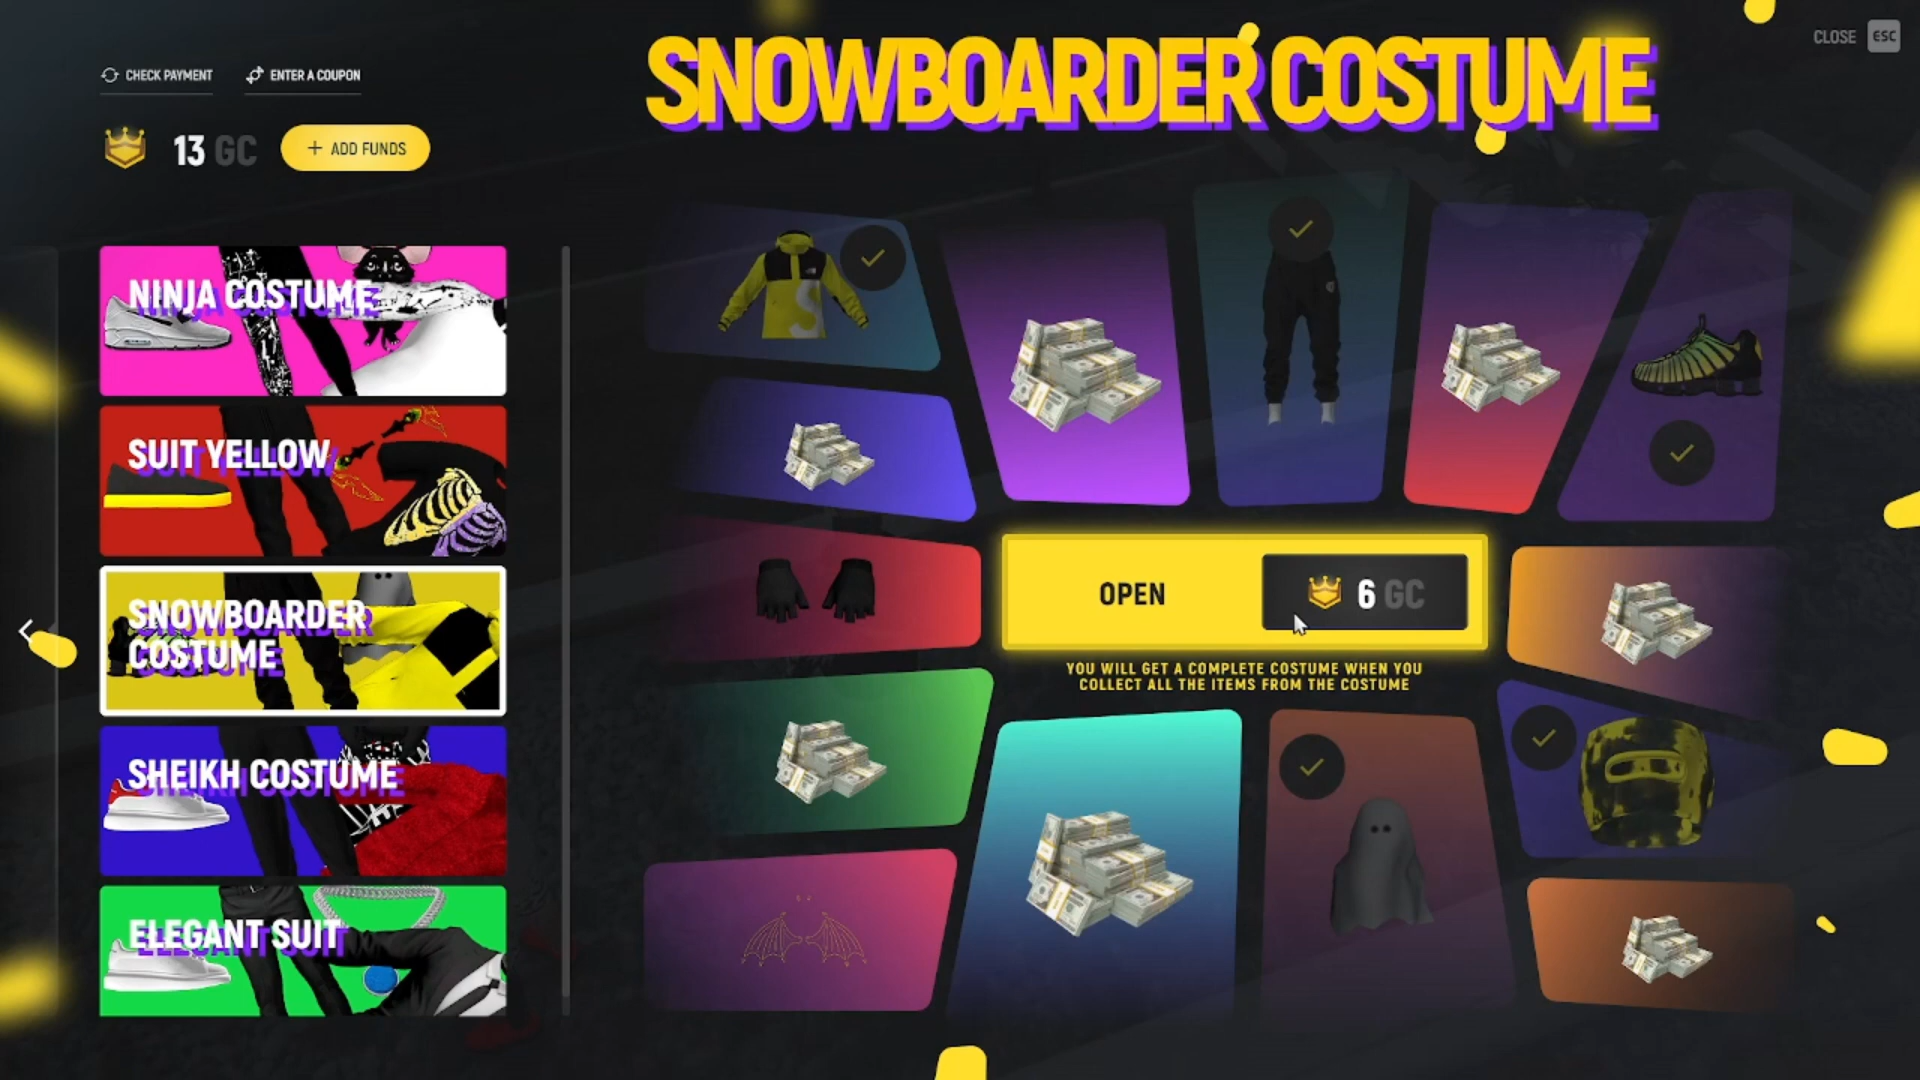 CHECK PAYMENT
ENTER A COUPON
13 GC
+ ADD FUNDS
SNOWBOARDER COSTUME
CLOSE ESC
NINJA COSTUME
SUIT YELLOW
SNOWBOARDER
COSTUME
SHEIKH COSTUME
ELEGANT SUIT
OPEN
6 GC
YOU WILL GET A COMPLETE COSTUME WHEN YOU
COLLECT ALL THE ITEMS FROM THE COSTUME